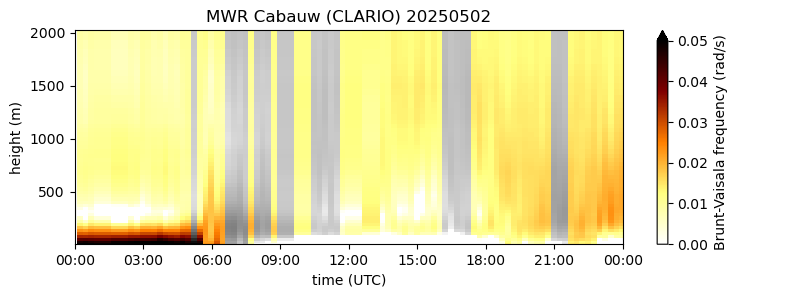 MWR Cabauw (CLARIO) 20250502
2000
1500
1000
500
height (m)
00:00 03:00 06:00 09:00 12:00 15:00 18:00 21:00 00:00
time (UTC)
0.05
0.04
0.03
0.02
0.01
0.00
Brunt-Vaisala frequency (rad/s)